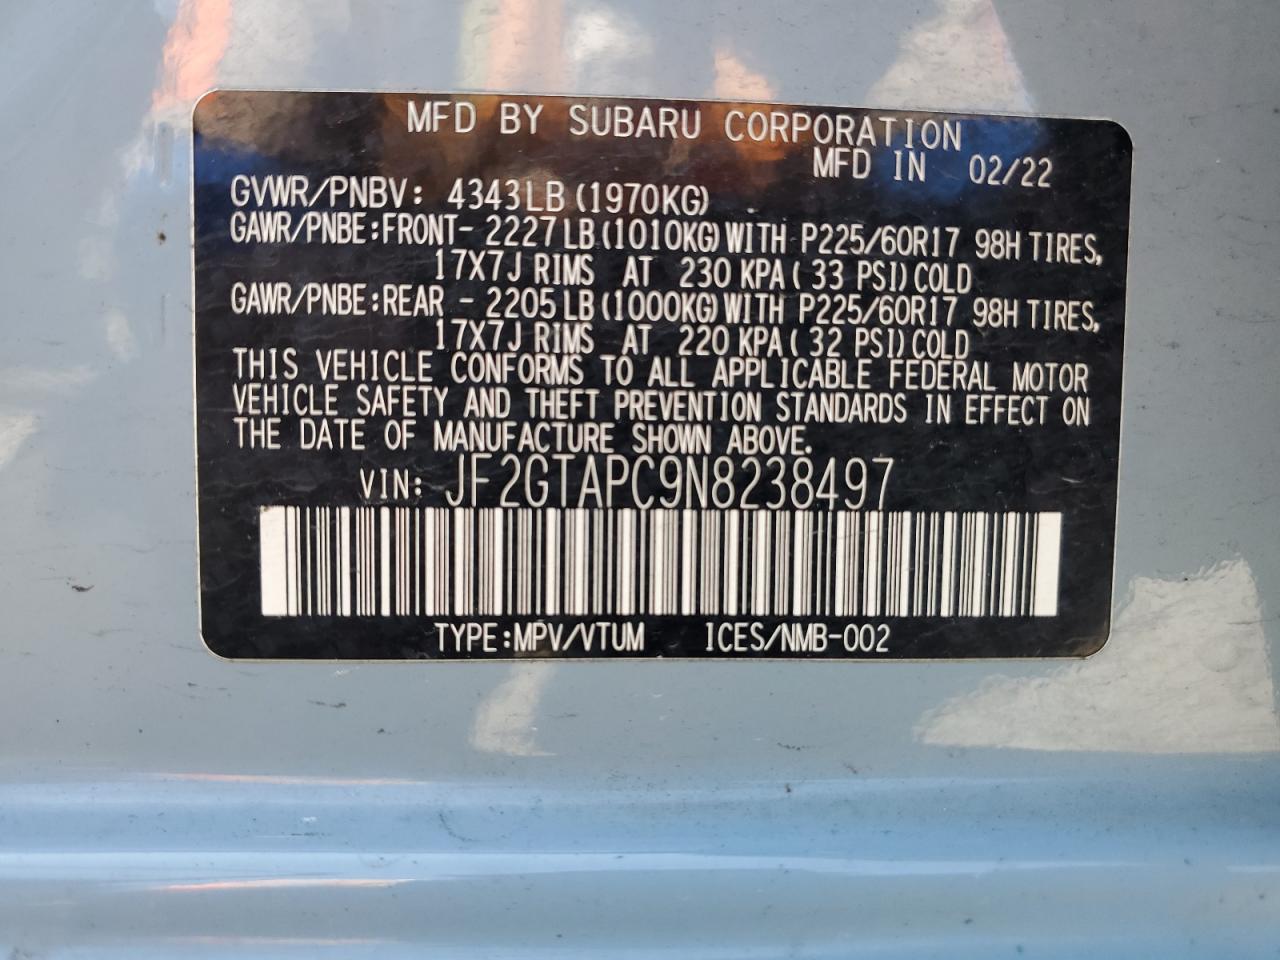 MFD BY SUBARU CORPORATION
MFD IN 02/22
GVWR/PNBV: 4343LB (1970KG)
GAWR/PNBE:FRONT- 2227LB(1010KG)WITH P225/60R17 98H TIRES,
17X7J RIMS AT 230 KPA( 33 PSI)COLD
GAWR/PNBE:REAR - 2205LB(1000KG)WITH P225/60R17 98H TIRES,
17X7J RIMS AT 220 KPA( 32 PSI)COLD
THIS VEHICLE CONFORMS TO ALL APPLICABLE FEDERAL MOTOR
VEHICLE SAFETY AND THEFT PREVENTION STANDARDS IN EFFECT ON
THE DATE OF MANUFACTURE SHOWN ABOVE.
VIN: JF2GTAPC9N8238497
TYPE:MPV/VTUM ICES/NMB-002